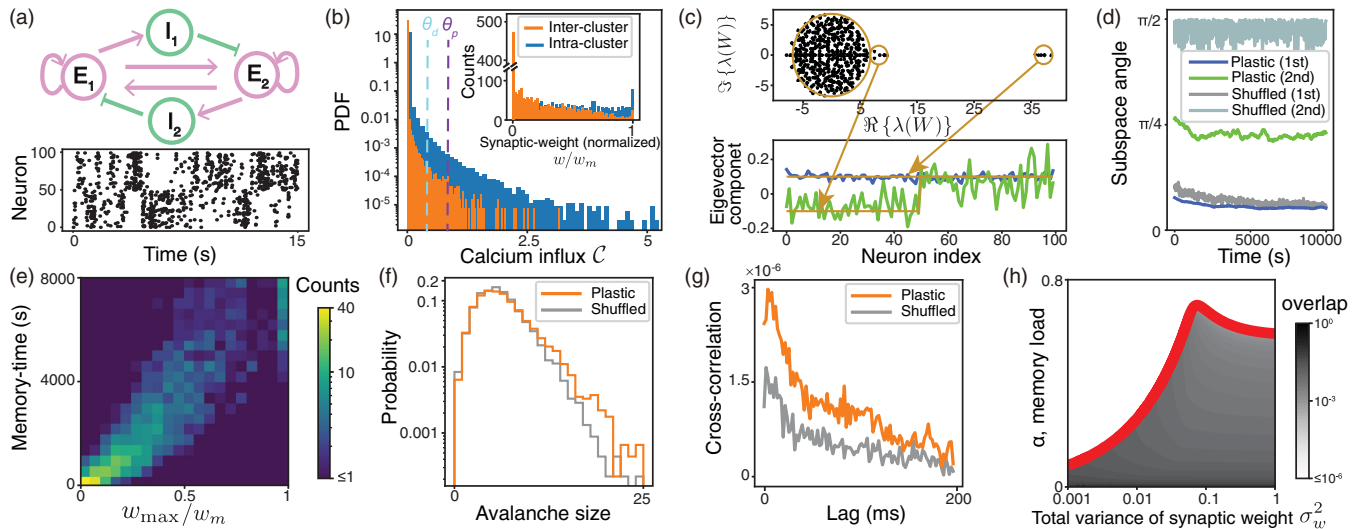 (a)
I1
E1
E2
I2
Neuron
100
50
0
0
15
Time (s)
(b)
θd
θp
PDF
10
1
0.1
0.01
10-3
10-4
10-5
0
2.5
5
Calcium influx C
Counts
500
400
100
0
0
1
Inter-cluster
Intra-cluster
Synaptic-weight (normalized)
w/wm
(c)
ℑ{λ(W)}
5
0
-5
-7
5
15
25
35
ℜ{λ(W)}
Eigevector
componet
0.2
0
-0.2
0
20
40
60
80
100
Neuron index
(d)
Subspace angle
π/2
π/4
0
Plastic (1st)
Plastic (2nd)
Shuffled (1st)
Shuffled (2nd)
0
5000
10000
Time (s)
(e)
Memory-time (s)
8000
4000
0
0
0.5
1
wmax/wm
Counts
40
10
≤1
(f)
Probability
0.2
0.1
0.01
0.001
Plastic
Shuffled
0
25
Avalanche size
(g)
×10-6
Cross-correlation
3
1.5
0
Plastic
Shuffled
0
200
Lag (ms)
(h)
α, memory load
0.8
0
0.001
0.01
0.1
1
Total variance of synaptic weight σw2
overlap
100
10-3
≤10-6